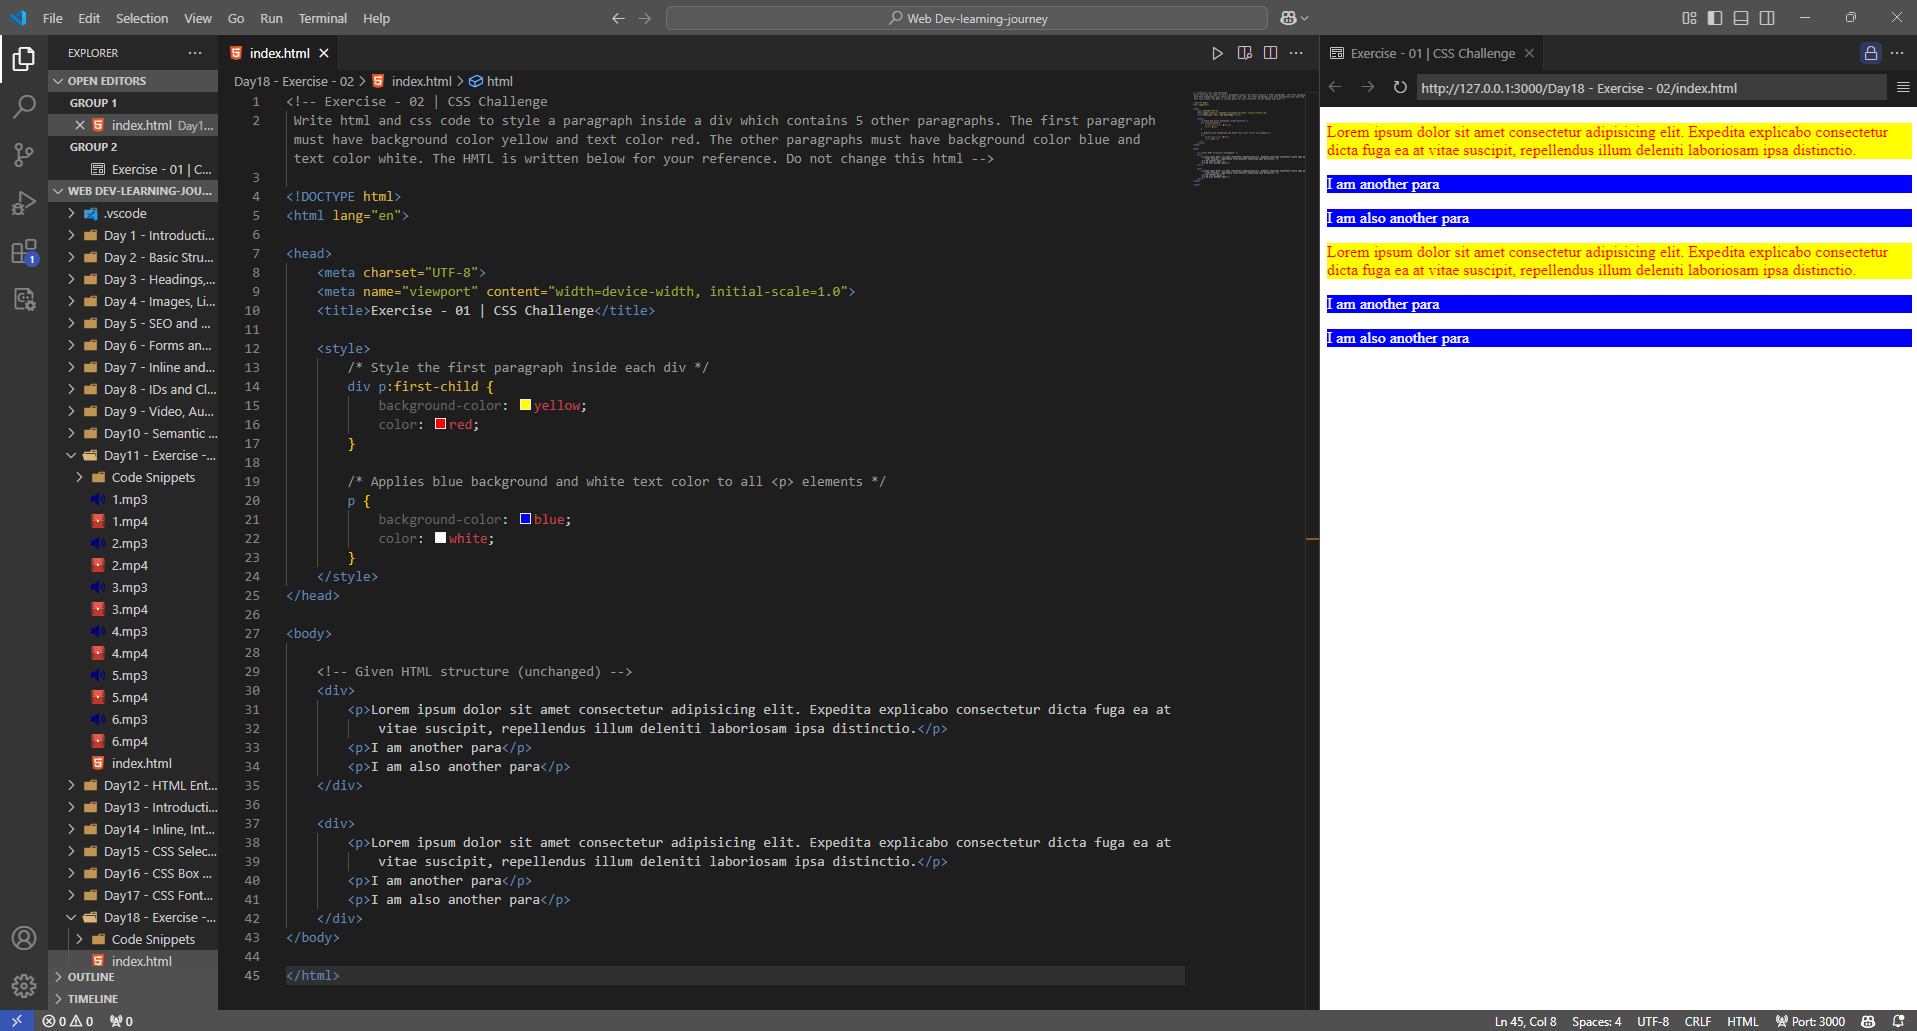 File Edit Selection View Go Run Terminal Help
Web Dev-learning-journey
EXPLORER
OPEN EDITORS
GROUP 1
index.html Day1...
GROUP 2
Exercise - 01 | C...
WEB DEV-LEARNING-JOU...
.vscode
Day 1 - Introducti...
Day 2 - Basic Stru...
Day 3 - Headings,...
Day 4 - Images, Li...
Day 5 - SEO and ...
Day 6 - Forms an...
Day 7 - Inline and...
Day 8 - IDs and Cl...
Day 9 - Video, Au...
Day10 - Semantic ...
Day11 - Exercise -...
Code Snippets
1.mp3
1.mp4
2.mp3
2.mp4
3.mp3
3.mp4
4.mp3
4.mp4
5.mp3
5.mp4
6.mp3
6.mp4
index.html
Day12 - HTML Ent...
Day13 - Introducti...
Day14 - Inline, Int...
Day15 - CSS Selec...
Day16 - CSS Box ...
Day17 - CSS Font...
Day18 - Exercise -...
Code Snippets
index.html
OUTLINE
TIMELINE
1
index.html
Day18 - Exercise - 02 > index.html > html
1 <!-- Exercise - 02 | CSS Challenge
2 Write html and css code to style a paragraph inside a div which contains 5 other paragraphs. The first paragraph
must have background color yellow and text color red. The other paragraphs must have background color blue and
text color white. The HMTL is written below for your reference. Do not change this html -->
3
4 <!DOCTYPE html>
5 <html lang="en">
6
7 <head>
8 <meta charset="UTF-8">
9 <meta name="viewport" content="width=device-width, initial-scale=1.0">
10 <title>Exercise - 01 | CSS Challenge</title>
11
12 <style>
13 /* Style the first paragraph inside each div */
14 div p:first-child {
15 background-color: yellow;
16 color: red;
17 }
18
19 /* Applies blue background and white text color to all <p> elements */
20 p {
21 background-color: blue;
22 color: white;
23 }
24 </style>
25 </head>
26
27 <body>
28
29 <!-- Given HTML structure (unchanged) -->
30 <div>
31 <p>Lorem ipsum dolor sit amet consectetur adipisicing elit. Expedita explicabo consectetur dicta fuga ea at
32 vitae suscipit, repellendus illum deleniti laboriosam ipsa distinctio.</p>
33 <p>I am another para</p>
34 <p>I am also another para</p>
35 </div>
36
37 <div>
38 <p>Lorem ipsum dolor sit amet consectetur adipisicing elit. Expedita explicabo consectetur dicta fuga ea at
39 vitae suscipit, repellendus illum deleniti laboriosam ipsa distinctio.</p>
40 <p>I am another para</p>
41 <p>I am also another para</p>
42 </div>
43 </body>
44
45 </html>
Exercise - 01 | CSS Challenge
http://127.0.0.1:3000/Day18 - Exercise - 02/index.html
Lorem ipsum dolor sit amet consectetur adipisicing elit. Expedita explicabo consectetur
dicta fuga ea at vitae suscipit, repellendus illum deleniti laboriosam ipsa distinctio.
I am another para
I am also another para
Lorem ipsum dolor sit amet consectetur adipisicing elit. Expedita explicabo consectetur
dicta fuga ea at vitae suscipit, repellendus illum deleniti laboriosam ipsa distinctio.
I am another para
I am also another para
0 0 0
Ln 45, Col 8 Spaces: 4 UTF-8 CRLF HTML Port: 3000